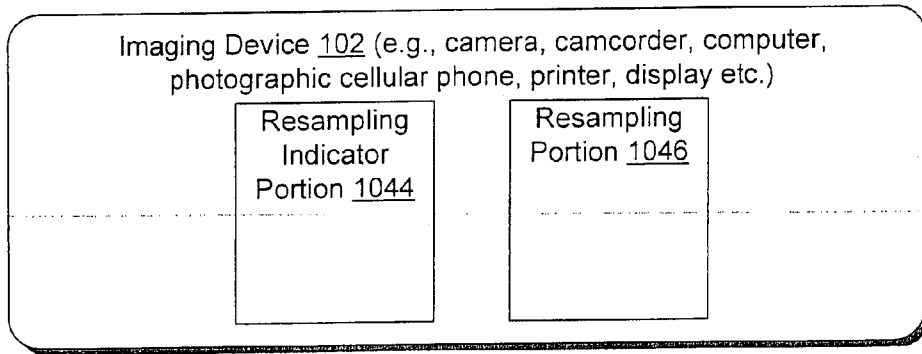 Imaging Device 102 (e.g., camera, camcorder, computer,
photographic cellular phone, printer, display etc.)
Resampling
Indicator
Portion 1044
Resampling
Portion 1046